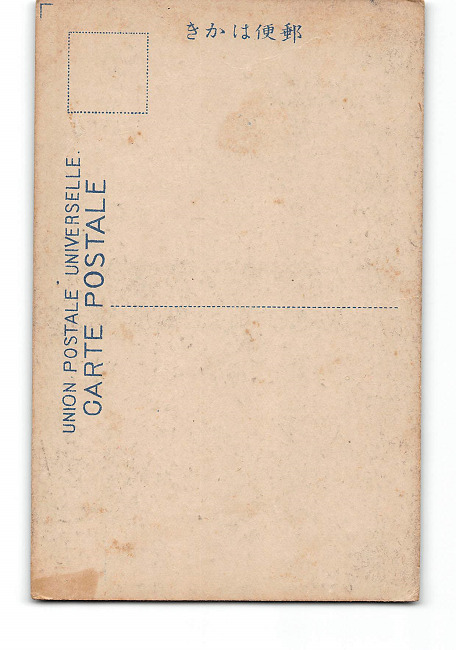 郵便はかき
UNION POSTALE UNIVERSELLE.
CARTE POSTALE